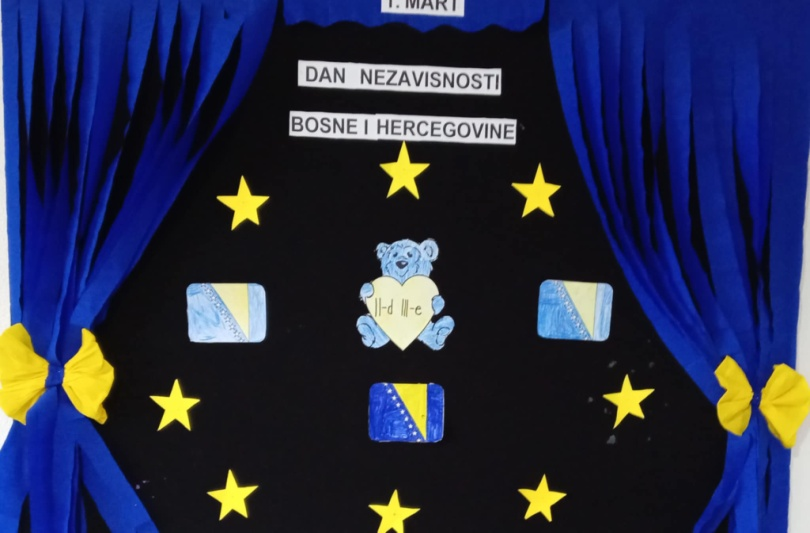 1. MART
DAN NEZAVISNOSTI
BOSNE I HERCEGOVINE
II-d III-e